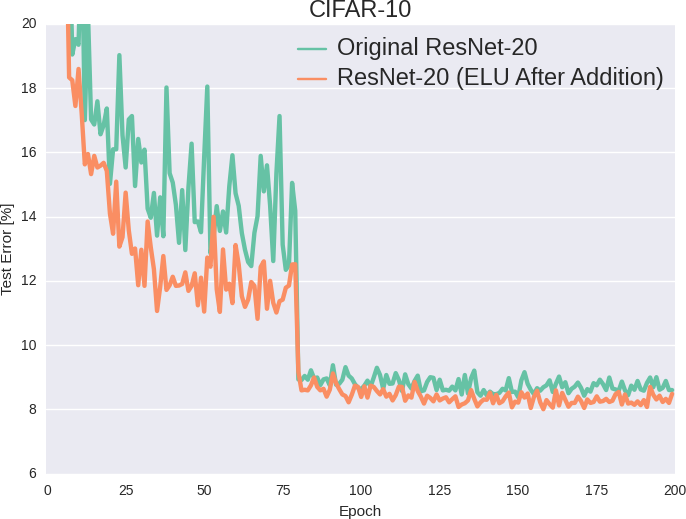 CIFAR-10
Original ResNet-20
ResNet-20 (ELU After Addition)
Test Error [%]
20
18
16
14
12
10
8
6
0 25 50 75 100 125 150 175 200
Epoch